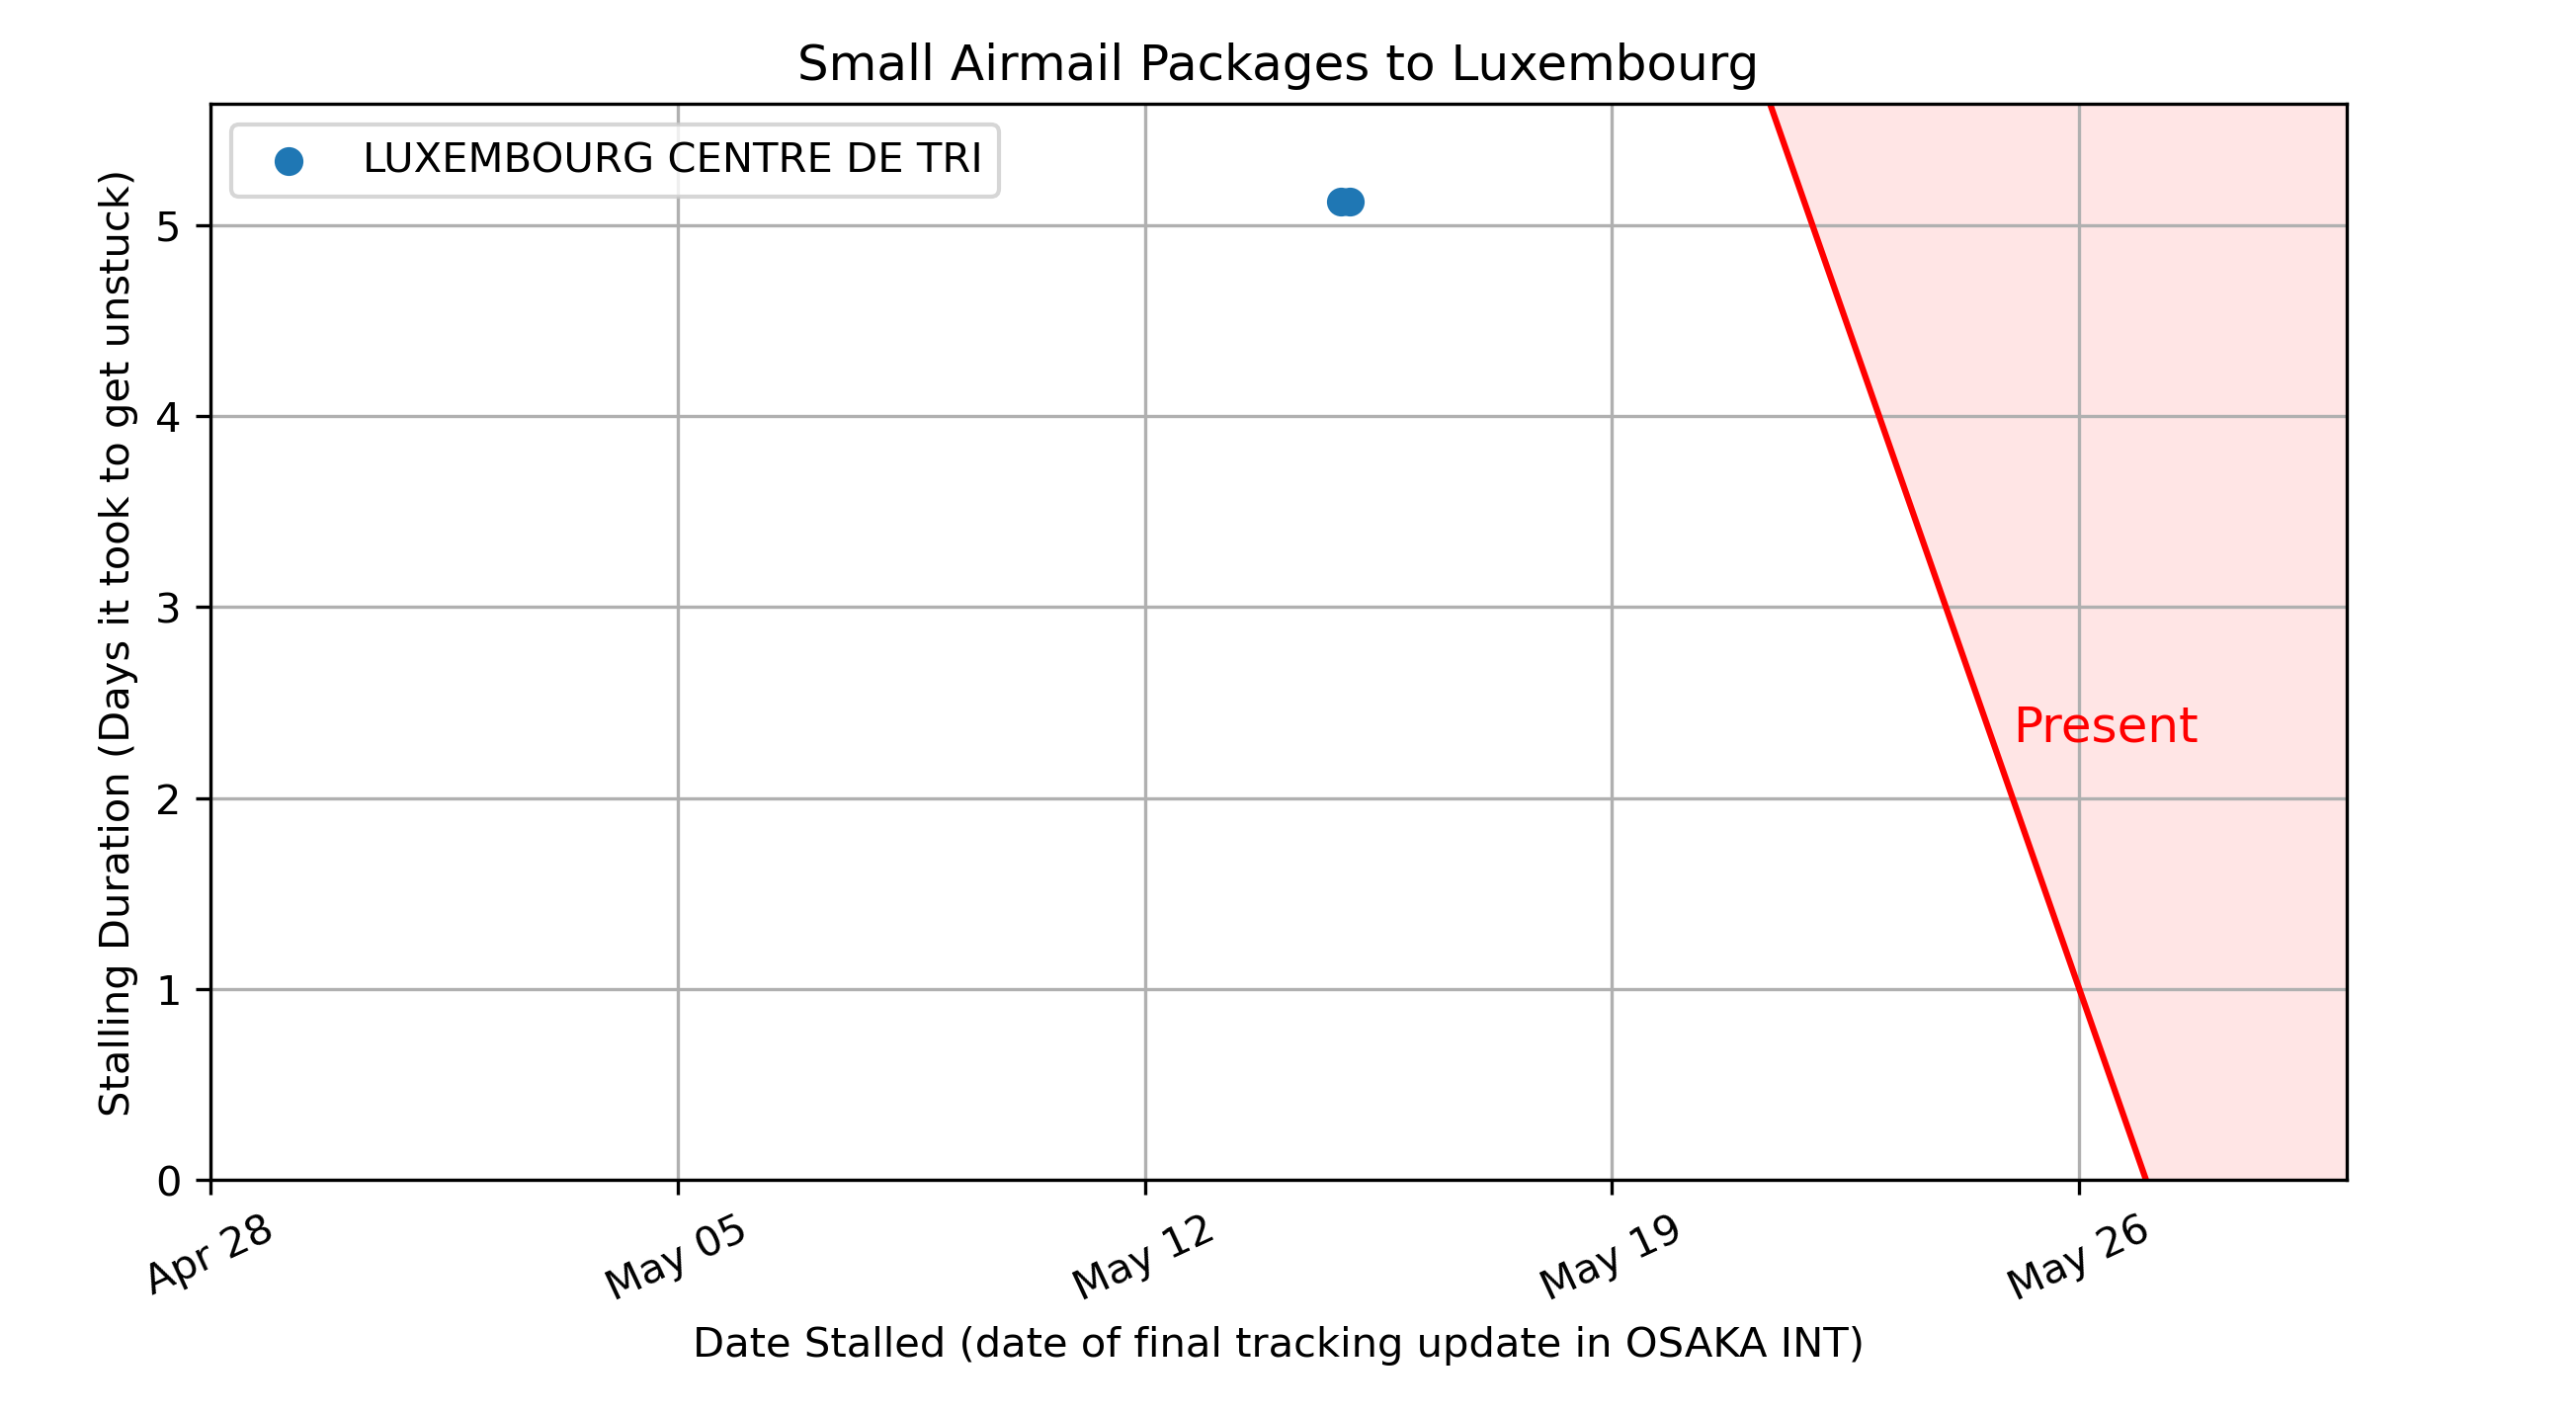 Small Airmail Packages to Luxembourg
LUXEMBOURG CENTRE DE TRI
Stalling Duration (Days it took to get unstuck)
5
4
3
2
1
0
Present
Apr 28
May 05
May 12
May 19
May 26
Date Stalled (date of final tracking update in OSAKA INT)